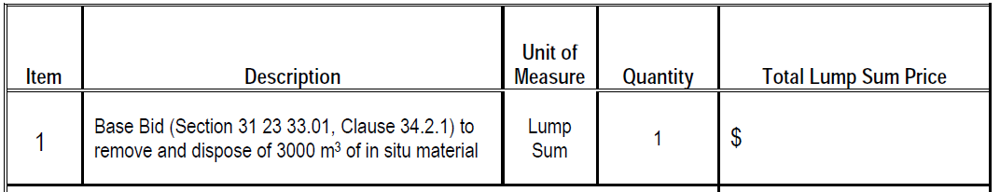 Item Description Unit of Measure Quantity Total Lump Sum Price
1 Base Bid (Section 31 23 33.01, Clause 34.2.1) to Lump 1 $
remove and dispose of 3000 m³ of in situ material Sum